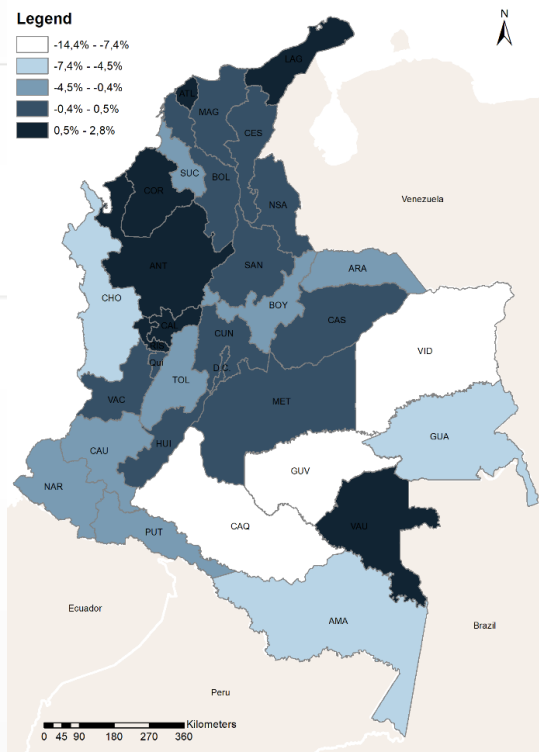 Legend
-14,4% - -7,4%
-7,4% - -4,5%
-4,5% - -0,4%
-0,4% - 0,5%
0,5% - 2,8%
N
LAG
ATL
MAG
CES
SUC
BOL
COR
NSA
Venezuela
ANT
SAN
ARA
CHO
BOY
CAL
CUN
CAS
Qui
D.C.
VID
TOL
VAC
MET
GUA
CAU
HUI
GUV
NAR
CAQ
VAU
PUT
Ecuador
AMA
Brazil
Peru
Kilometers
0 45 90 180 270 360